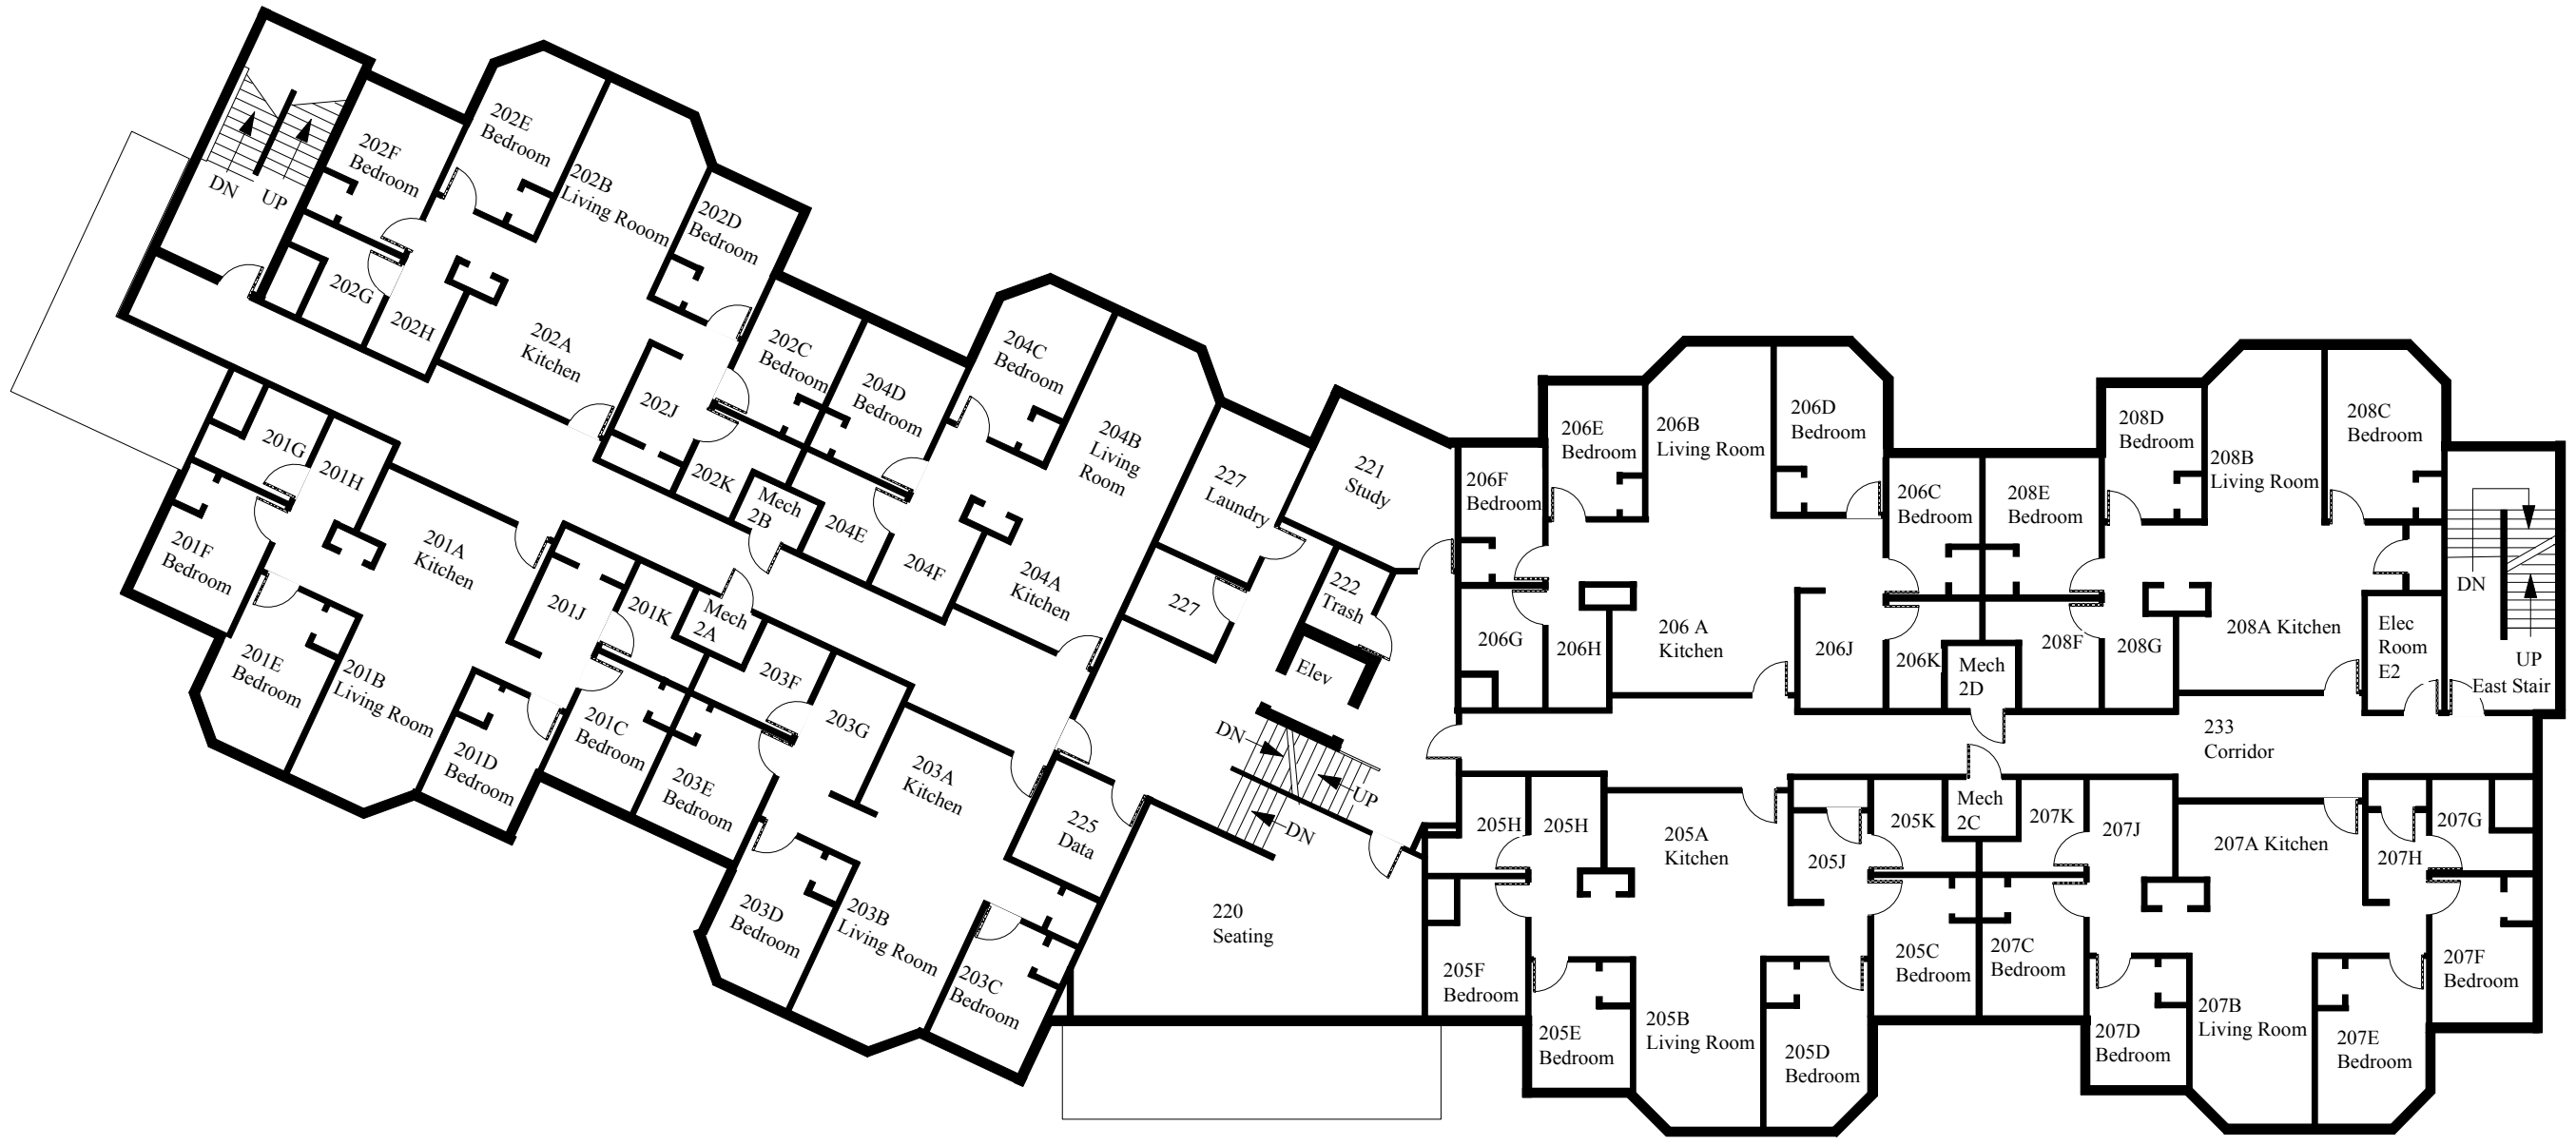 202E
Bedroom
202F
Bedroom
202B
Living Rooom
DN
UP
202D
Bedroom
202G
202H
202A
Kitchen
202C
Bedroom
202J
202K
Mech
2B
204D
Bedroom
204C
Bedroom
204B
Living
Room
204E
204F
204A
Kitchen
227
Laundry
227
221
Study
222
Trash
Elev
DN
UP
DN
201G
201H
201F
Bedroom
201A
Kitchen
201E
Bedroom
201B
Living Room
201J
201K
Mech
2A
201D
Bedroom
201C
Bedroom
203F
203G
203E
Bedroom
203A
Kitchen
203D
Bedroom
203B
Living Room
203C
Bedroom
225
Data
220
Seating
206F
Bedroom
206E
Bedroom
206B
Living Room
206D
Bedroom
206C
Bedroom
206G
206H
206 A
Kitchen
206J
206K
Mech
2D
208E
Bedroom
208D
Bedroom
208B
Living Room
208C
Bedroom
208F
208G
208A Kitchen
Elec
Room
E2
DN
UP
East Stair
233
Corridor
205H
205H
205A
Kitchen
205J
205K
Mech
2C
207K
207J
207A Kitchen
207H
207G
205F
Bedroom
205E
Bedroom
205B
Living Room
205D
Bedroom
205C
Bedroom
207C
Bedroom
207D
Bedroom
207B
Living Room
207E
Bedroom
207F
Bedroom